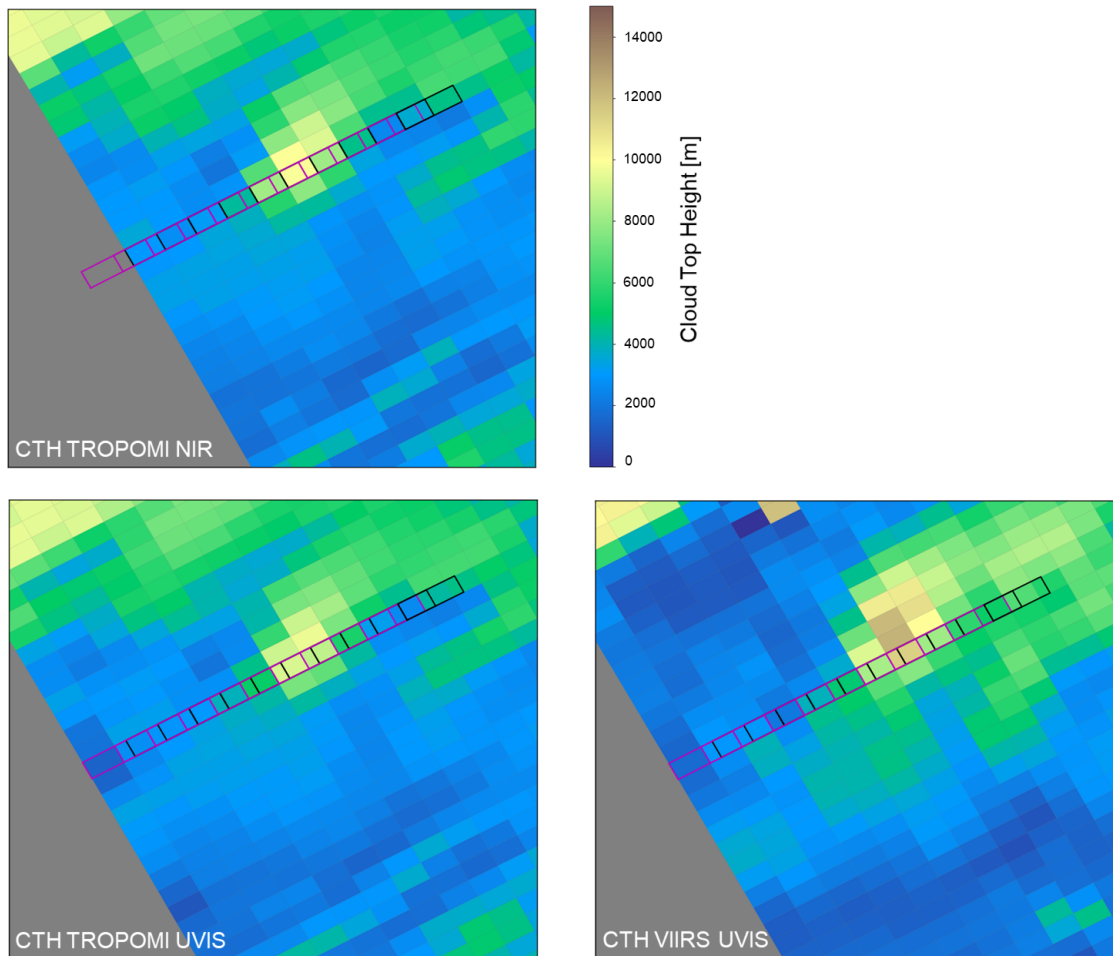 14000
12000
10000
8000
6000
4000
2000
0
Cloud Top Height [m]
CTH TROPOMI NIR
CTH TROPOMI UVIS
CTH VIIRS UVIS